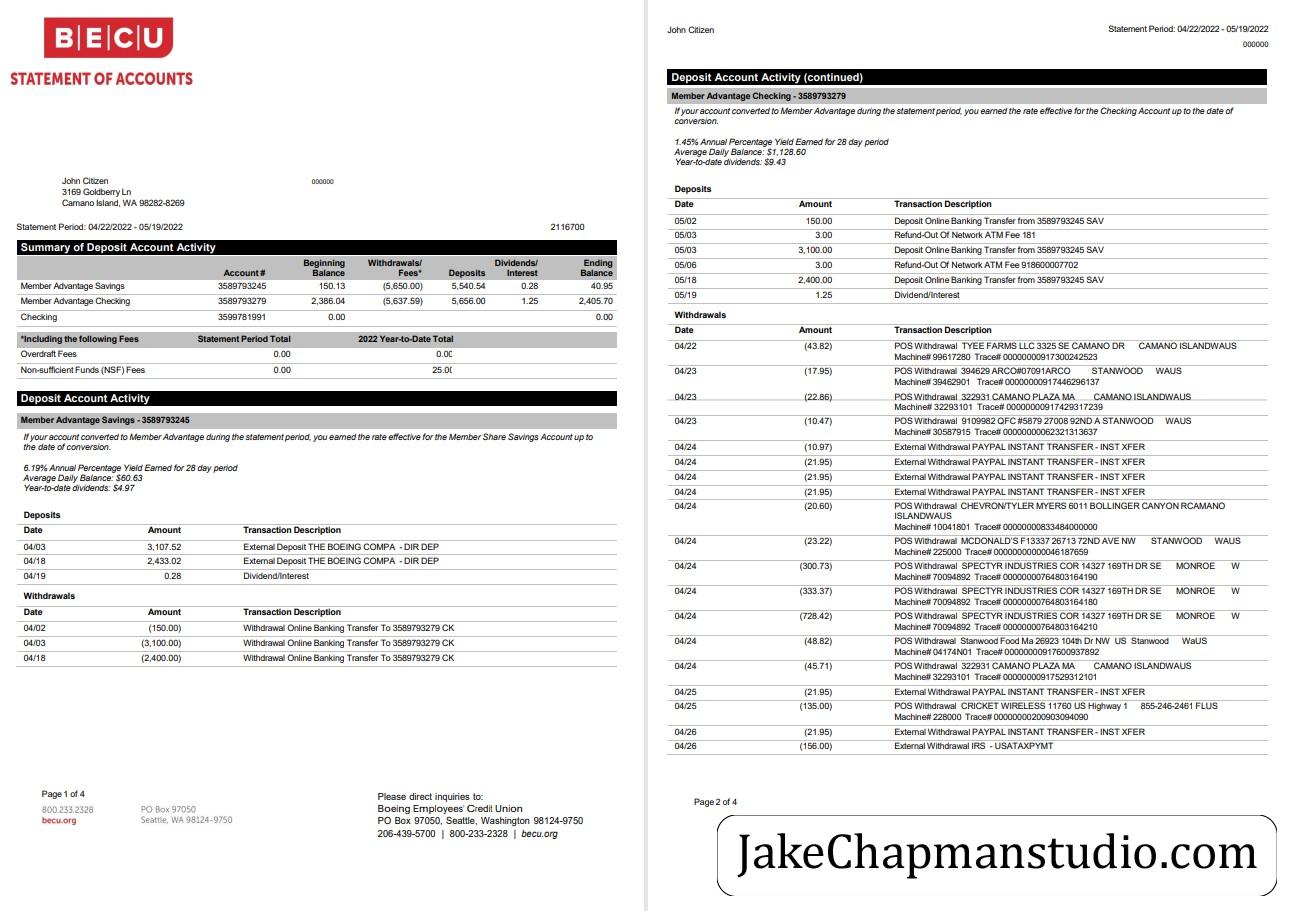 BECU
STATEMENT OF ACCOUNTS
John Citizen 000000
3169 Goldberry Ln
Camano Island, WA 98282-8269
Statement Period: 04/22/2022 - 05/19/2022 2116700
Summary of Deposit Account Activity
Beginning Withdrawals/ Dividends/ Ending
Account # Balance Fees* Deposits Interest Balance
Member Advantage Savings 3589793245 150.13 (5,650.00) 5,540.54 0.28 40.95
Member Advantage Checking 3589793279 2,386.04 (5,637.59) 5,656.00 1.25 2,405.70
Checking 3599781991 0.00 0.00
*Including the following Fees Statement Period Total 2022 Year-to-Date Total
Overdraft Fees 0.00 0.00
Non-sufficient Funds (NSF) Fees 0.00 25.00
Deposit Account Activity
Member Advantage Savings - 3589793245
If your account converted to Member Advantage during the statement period, you earned the rate effective for the Member Share Savings Account up to
the date of conversion.
6.19% Annual Percentage Yield Earned for 28 day period
Average Daily Balance: $60.63
Year-to-date dividends: $4.97
Deposits
Date Amount Transaction Description
04/03 3,107.52 External Deposit THE BOEING COMPA - DIR DEP
04/18 2,433.02 External Deposit THE BOEING COMPA - DIR DEP
04/19 0.28 Dividend/Interest
Withdrawals
Date Amount Transaction Description
04/02 (150.00) Withdrawal Online Banking Transfer To 3589793279 CK
04/03 (3,100.00) Withdrawal Online Banking Transfer To 3589793279 CK
04/18 (2,400.00) Withdrawal Online Banking Transfer To 3589793279 CK
Page 1 of 4
800.233.2328 PO Box 97050
becu.org Seattle, WA 98124-9750
Please direct inquiries to:
Boeing Employees' Credit Union
PO Box 97050, Seattle, Washington 98124-9750
206-439-5700 | 800-233-2328 | becu.org
John Citizen Statement Period: 04/22/2022 - 05/19/2022
000000
Deposit Account Activity (continued)
Member Advantage Checking - 3589793279
If your account converted to Member Advantage during the statement period, you earned the rate effective for the Checking Account up to the date of
conversion.
1.45% Annual Percentage Yield Earned for 28 day period
Average Daily Balance: $1,128.60
Year-to-date dividends: $9.43
Deposits
Date Amount Transaction Description
05/02 150.00 Deposit Online Banking Transfer from 3589793245 SAV
05/03 3.00 Refund-Out Of Network ATM Fee 181
05/03 3,100.00 Deposit Online Banking Transfer from 3589793245 SAV
05/06 3.00 Refund-Out Of Network ATM Fee 918600007702
05/18 2,400.00 Deposit Online Banking Transfer from 3589793245 SAV
05/19 1.25 Dividend/Interest
Withdrawals
Date Amount Transaction Description
04/22 (43.82) POS Withdrawal TYEE FARMS LLC 3325 SE CAMANO DR CAMANO ISLANDWAUS
Machine# 99617280 Trace# 00000000917300242523
04/23 (17.95) POS Withdrawal 394629 ARCO#07091ARCO STANWOOD WAUS
Machine# 39462901 Trace# 00000000917446296137
04/23 (22.86) POS Withdrawal 322931 CAMANO PLAZA MA CAMANO ISLANDWAUS
Machine# 32293101 Trace# 00000000917429317239
04/23 (10.47) POS Withdrawal 9109982 QFC #5879 27008 92ND A STANWOOD WAUS
Machine# 30587915 Trace# 00000000062321313637
04/24 (10.97) External Withdrawal PAYPAL INSTANT TRANSFER - INST XFER
04/24 (21.95) External Withdrawal PAYPAL INSTANT TRANSFER - INST XFER
04/24 (21.95) External Withdrawal PAYPAL INSTANT TRANSFER - INST XFER
04/24 (21.95) External Withdrawal PAYPAL INSTANT TRANSFER - INST XFER
04/24 (20.60) POS Withdrawal CHEVRON/TYLER MYERS 6011 BOLLINGER CANYON RCAMANO
ISLANDWAUS
Machine# 10041801 Trace# 00000000833484000000
04/24 (23.22) POS Withdrawal MCDONALD'S F13337 26713 72ND AVE NW STANWOOD WAUS
Machine# 225000 Trace# 00000000000046187659
04/24 (300.73) POS Withdrawal SPECTYR INDUSTRIES COR 14327 169TH DR SE MONROE W
Machine# 70094892 Trace# 00000000764803164190
04/24 (333.37) POS Withdrawal SPECTYR INDUSTRIES COR 14327 169TH DR SE MONROE W
Machine# 70094892 Trace# 00000000764803164180
04/24 (728.42) POS Withdrawal SPECTYR INDUSTRIES COR 14327 169TH DR SE MONROE W
Machine# 70094892 Trace# 00000000764803164210
04/24 (48.82) POS Withdrawal Stanwood Food Ma 26923 104th Dr NW US Stanwood WaUS
Machine# 04174N01 Trace# 00000000917600937892
04/24 (45.71) POS Withdrawal 322931 CAMANO PLAZA MA CAMANO ISLANDWAUS
Machine# 32293101 Trace# 00000000917529312101
04/25 (21.95) External Withdrawal PAYPAL INSTANT TRANSFER - INST XFER
04/25 (135.00) POS Withdrawal CRICKET WIRELESS 11760 US Highway 1 855-246-2461 FLUS
Machine# 228000 Trace# 00000000200903094090
04/26 (21.95) External Withdrawal PAYPAL INSTANT TRANSFER - INST XFER
04/26 (156.00) External Withdrawal IRS - USATAXPYMT
Page 2 of 4
JakeChapmanstudio.com